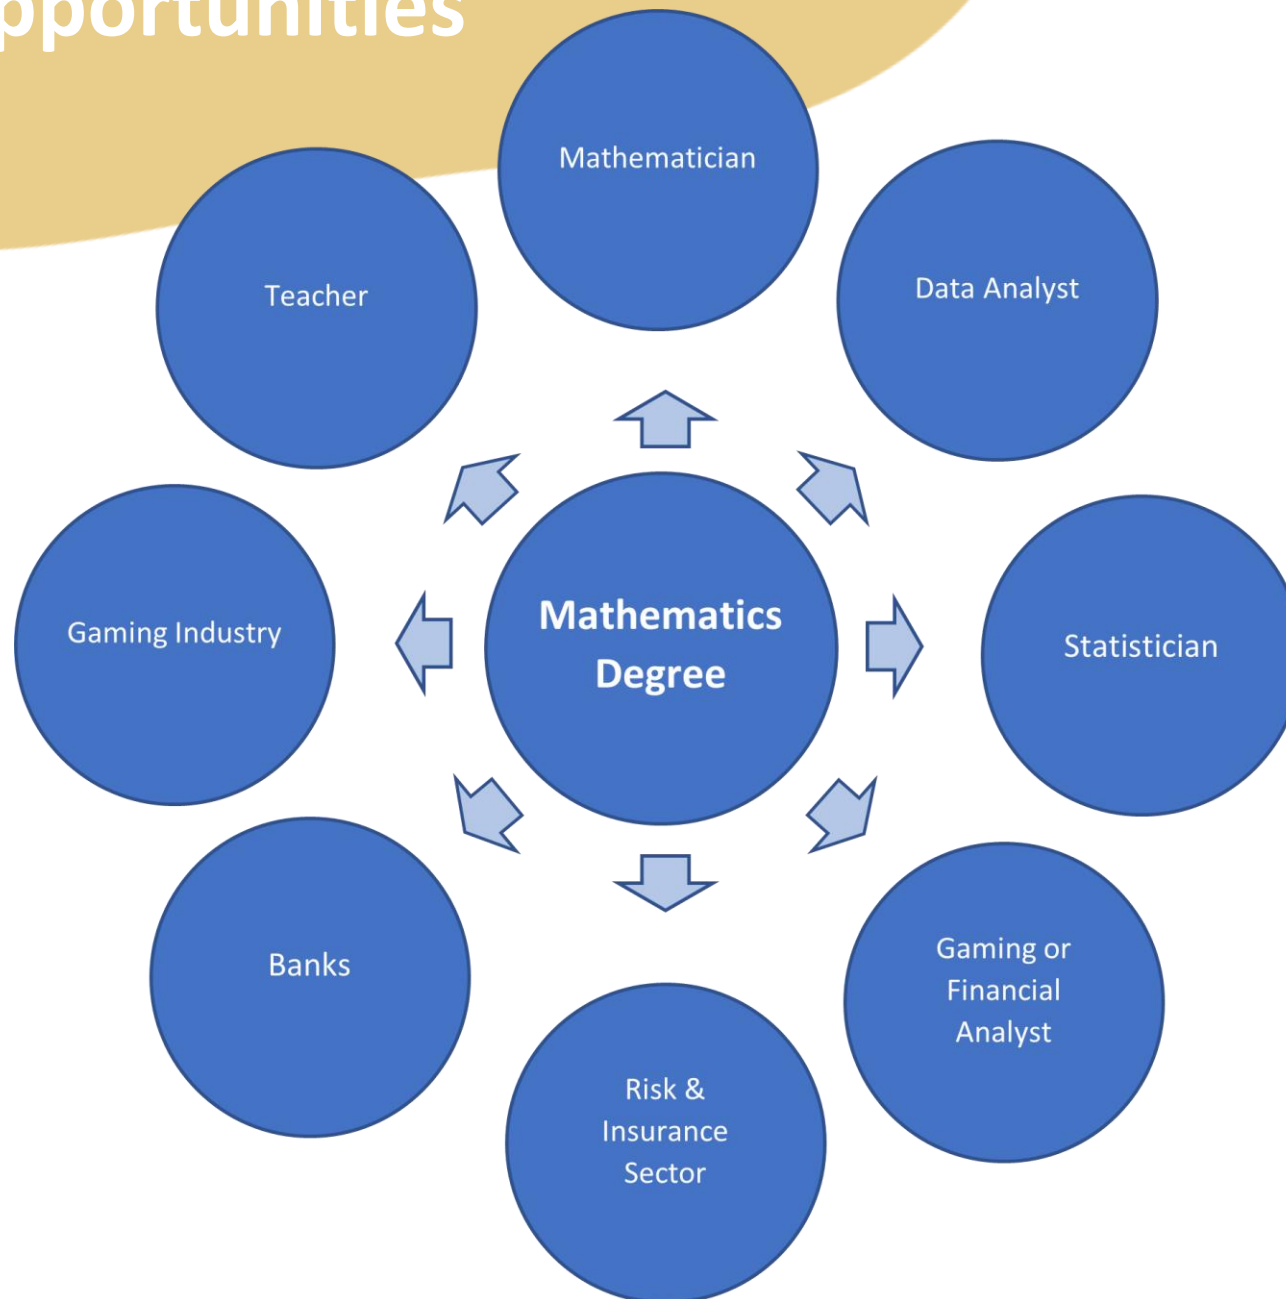 pportunities
Mathematician
Teacher
Data Analyst
Gaming Industry
Mathematics
Degree
Statistician
Banks
Gaming or
Financial
Analyst
Risk &
Insurance
Sector